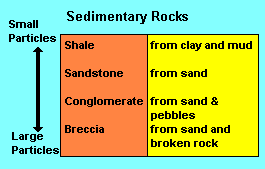 Sedimentary Rocks
Small
Particles
Shale from clay and mud
Sandstone from sand
Conglomerate from sand &
pebbles
Breccia from sand and
broken rock
Large
Particles